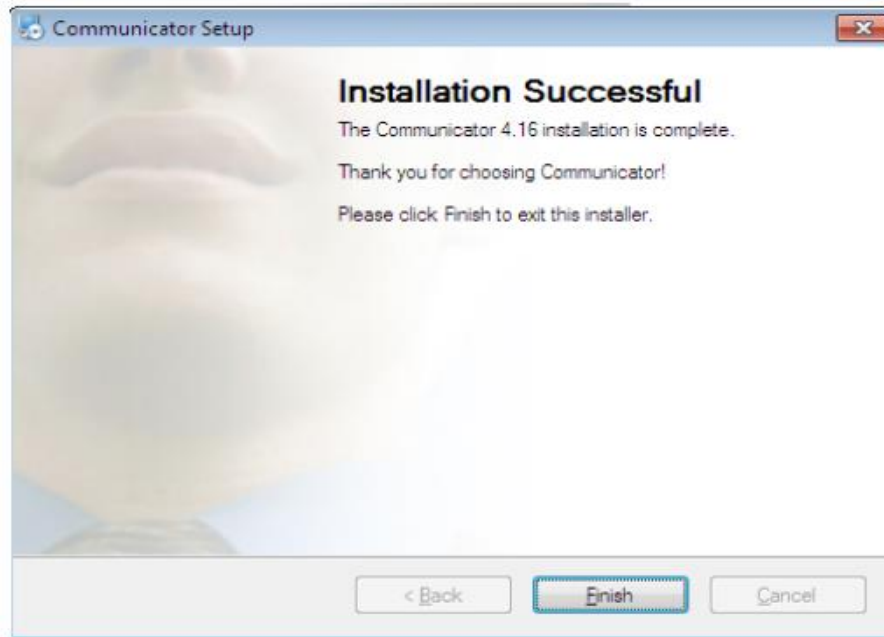 Communicator Setup
Installation Successful
The Communicator 4.16 installation is complete.
Thank you for choosing Communicator!
Please click Finish to exit this installer.
< Back
Finish
Cancel